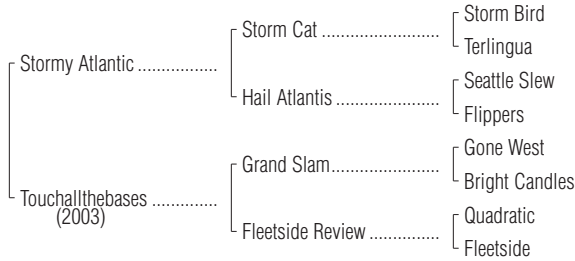 Storm Bird
Storm Cat ........................
Terlingua
Stormy Atlantic ................
Seattle Slew
Hail Atlantis .....................
Flippers
Gone West
Grand Slam......................
Bright Candles
Touchallthebases .............
(2003)
Quadratic
Fleetside Review ..............
Fleetside